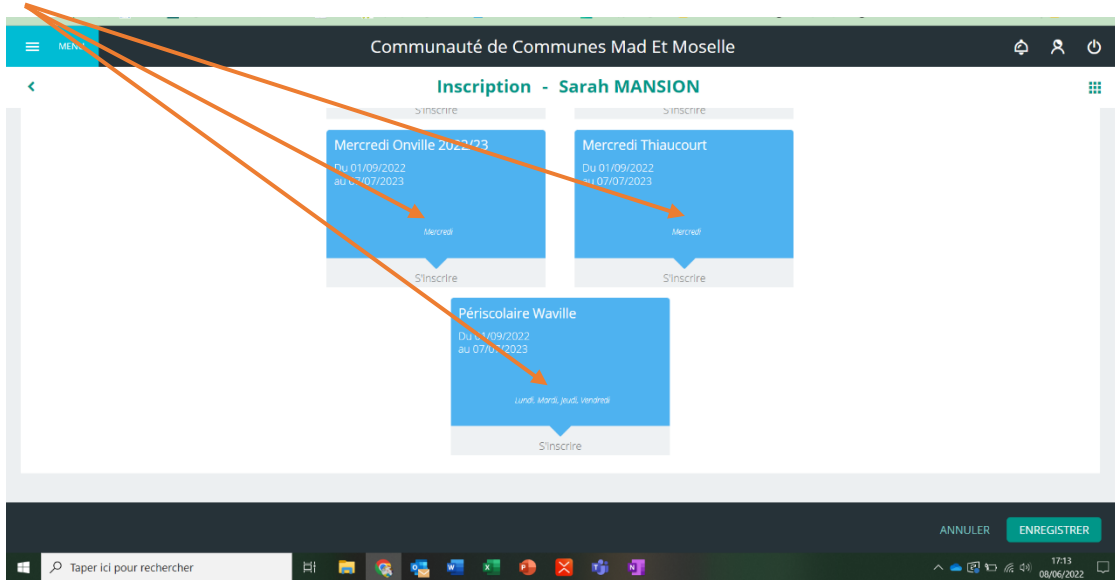 MENU
Communauté de Communes Mad Et Moselle
Inscription - Sarah MANSION
S'inscrire
S'inscrire
Mercredi Onville 2022/23
Du 01/09/2022
au 07/07/2023
Mercredi
S'inscrire
Mercredi Thiaucourt
Du 01/09/2022
au 07/07/2023
Mercredi
S'inscrire
Périscolaire Waville
Du 01/09/2022
au 07/07/2023
Lundi, Mardi, Jeudi, Vendredi
S'inscrire
ANNULER
ENREGISTRER
Taper ici pour rechercher
17:13
08/06/2022